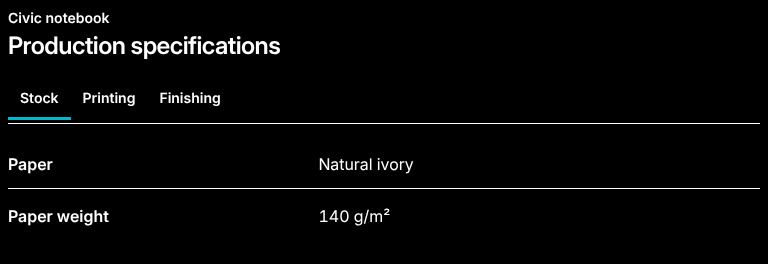 Civic notebook
Production specifications
Stock Printing Finishing
Paper Natural ivory
Paper weight 140 g/m²